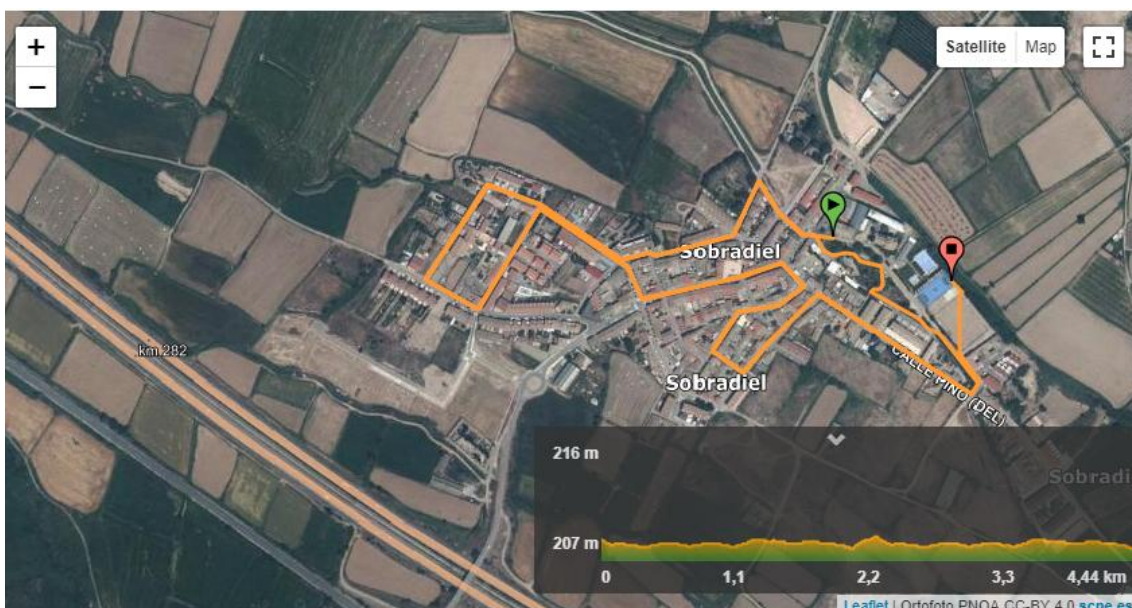 +
−
Satellite
Map
Sobradiel
km 282
Sobradiel
CALLE PINO (DEL)
216 m
Sobradi
207 m
0
1,1
2,2
3,3
4,44 km
Leaflet | Ortofoto PNOA CC-BY 4.0 scne.es